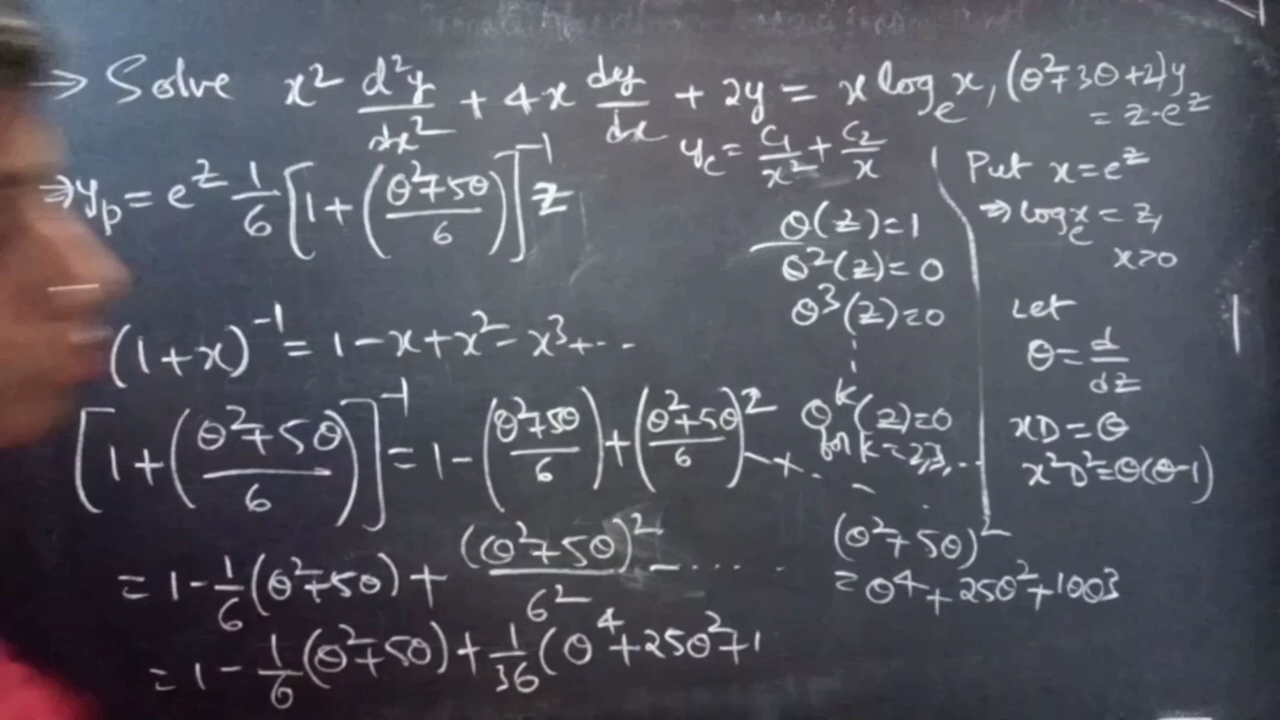 → Solve x² d²y/dx² + 4x dy/dx + 2y = x logₑx, (θ²+3θ+2)y = z·e^z
y_c = C₁/x² + C₂/x
⇒ y_p = e^z 1/6 [1+((θ²+5θ)/6)]⁻¹ z
θ(z)=1
θ²(z)=0
θ³(z)=0
⋮
θ^k(z)=0
for k=2,3,...
Put x=e^z
⇒ logₑx = z,
x>0
Let
θ = d/dz
xD = θ
x²D² = θ(θ-1)
(1+x)⁻¹ = 1-x+x²-x³+...
[1+((θ²+5θ)/6)]⁻¹ = 1-((θ²+5θ)/6)+((θ²+5θ)/6)²-+...
= 1-1/6(θ²+5θ)+(θ²+5θ)²/6²-......
= 1-1/6(θ²+5θ)+1/36(θ⁴+25θ²+1
(θ²+5θ)²
= θ⁴+25θ²+10θ3